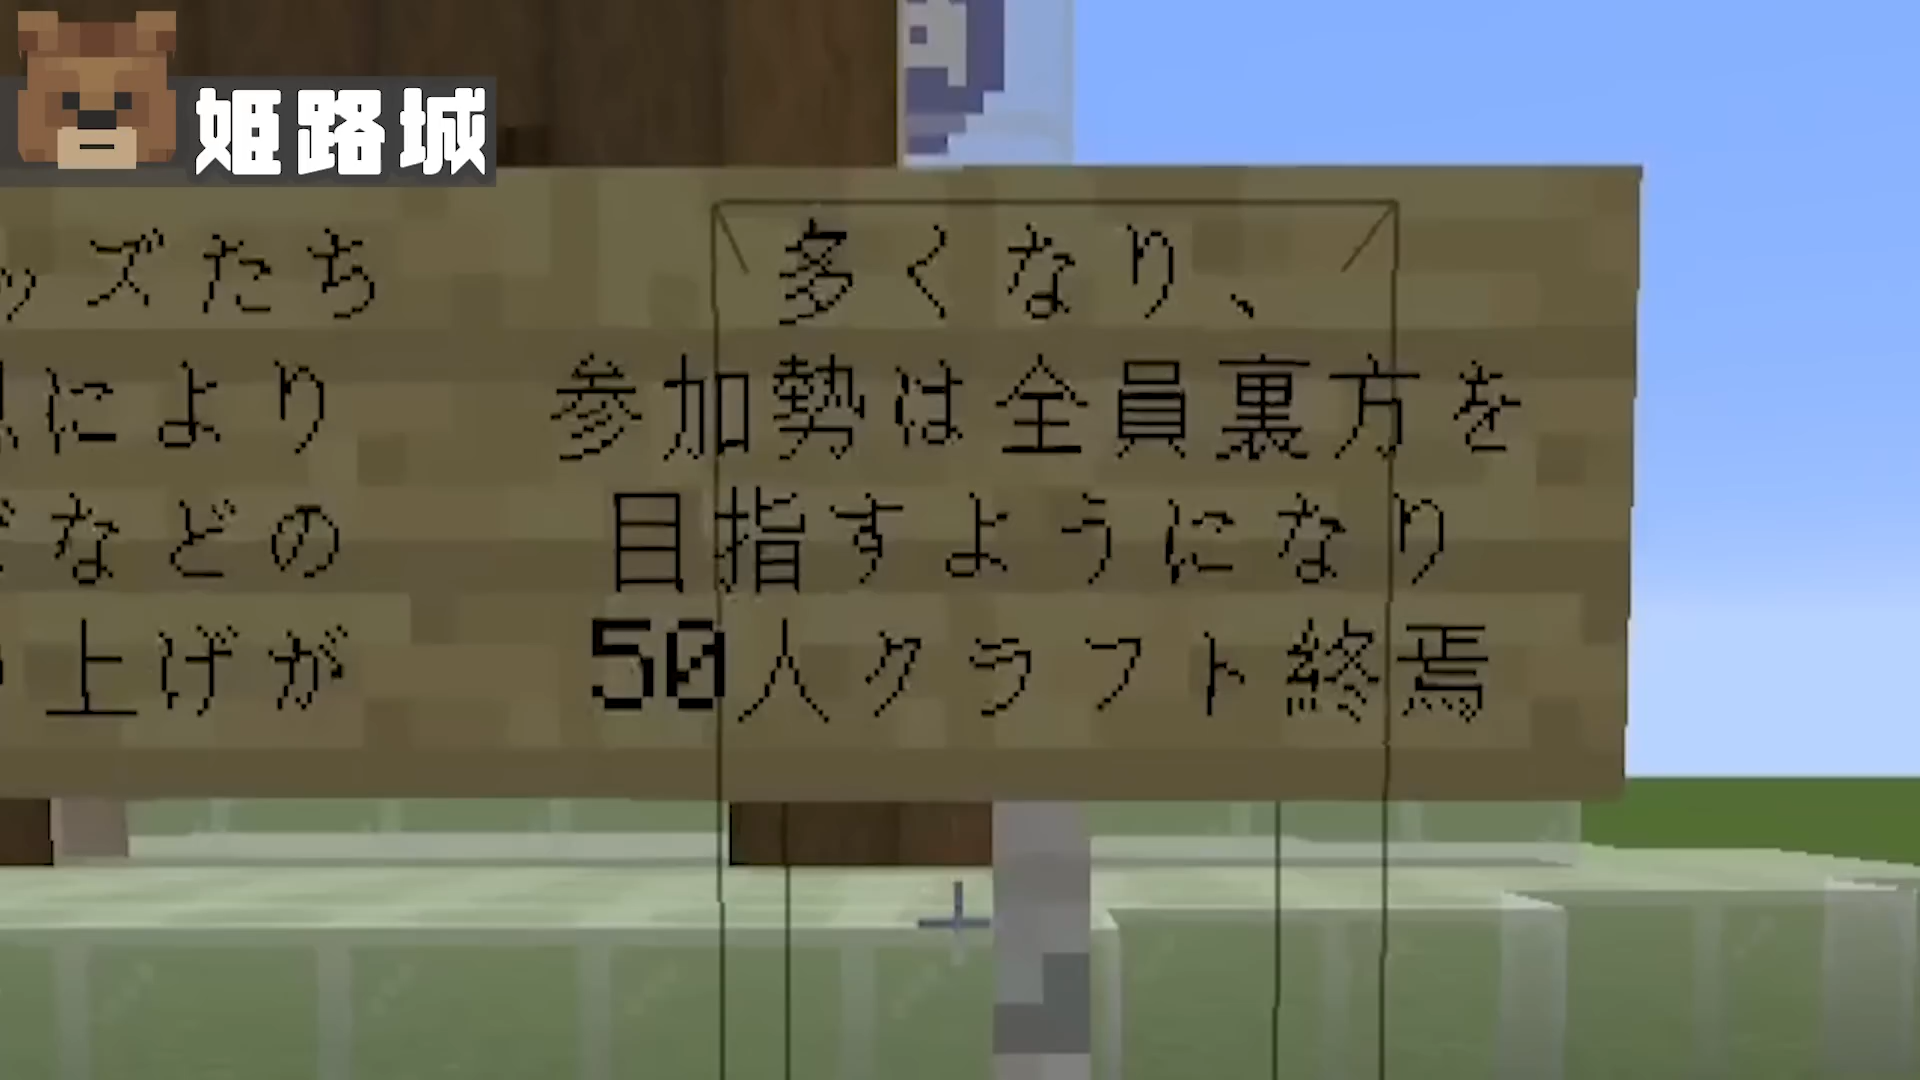 姫路城
ッズたち
により
などの
上げが
多くなり、
参加勢は全員裏方を
目指すようになり
50人クラフト終焉